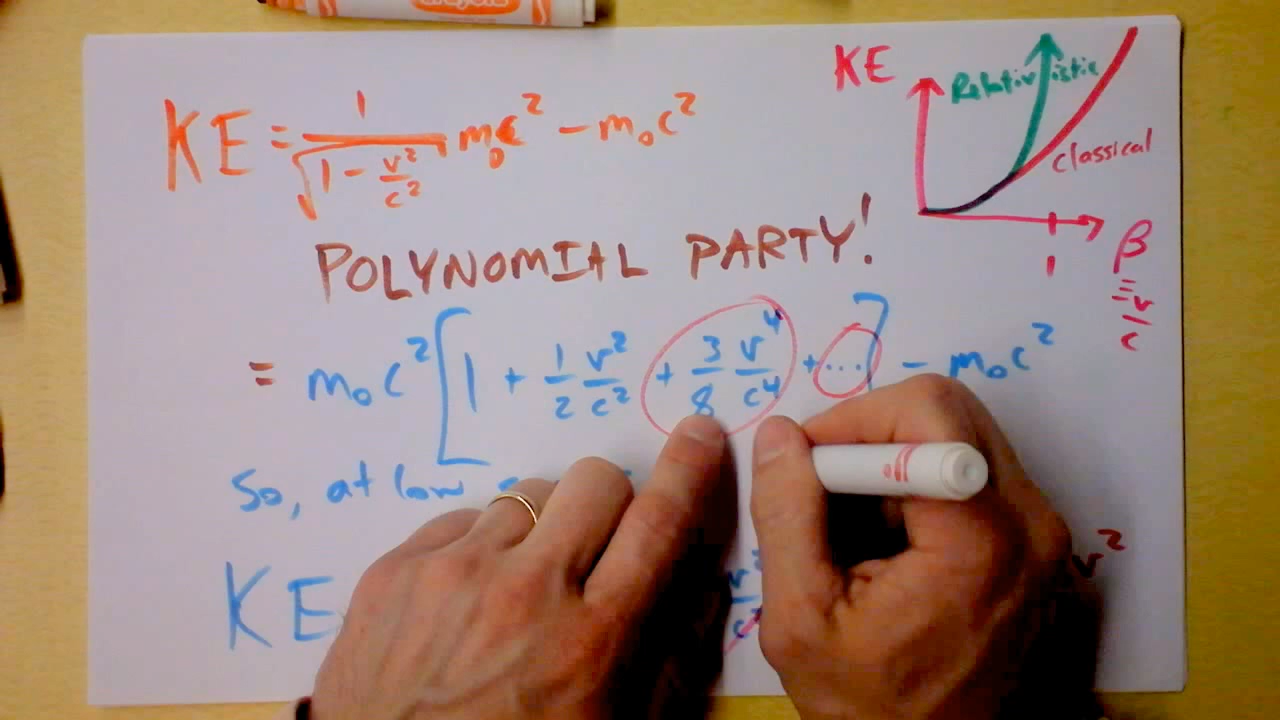 KE = 1/√(1 - v²/c²) m₀c² - m₀c²
KE
Relativistic
classical
1
β
≡ v/c
POLYNOMIAL PARTY!
= m₀c² [1 + 1/2 v²/c² + 3/8 v⁴/c⁴ + ...] - m₀c²
So, at low
KE
v²